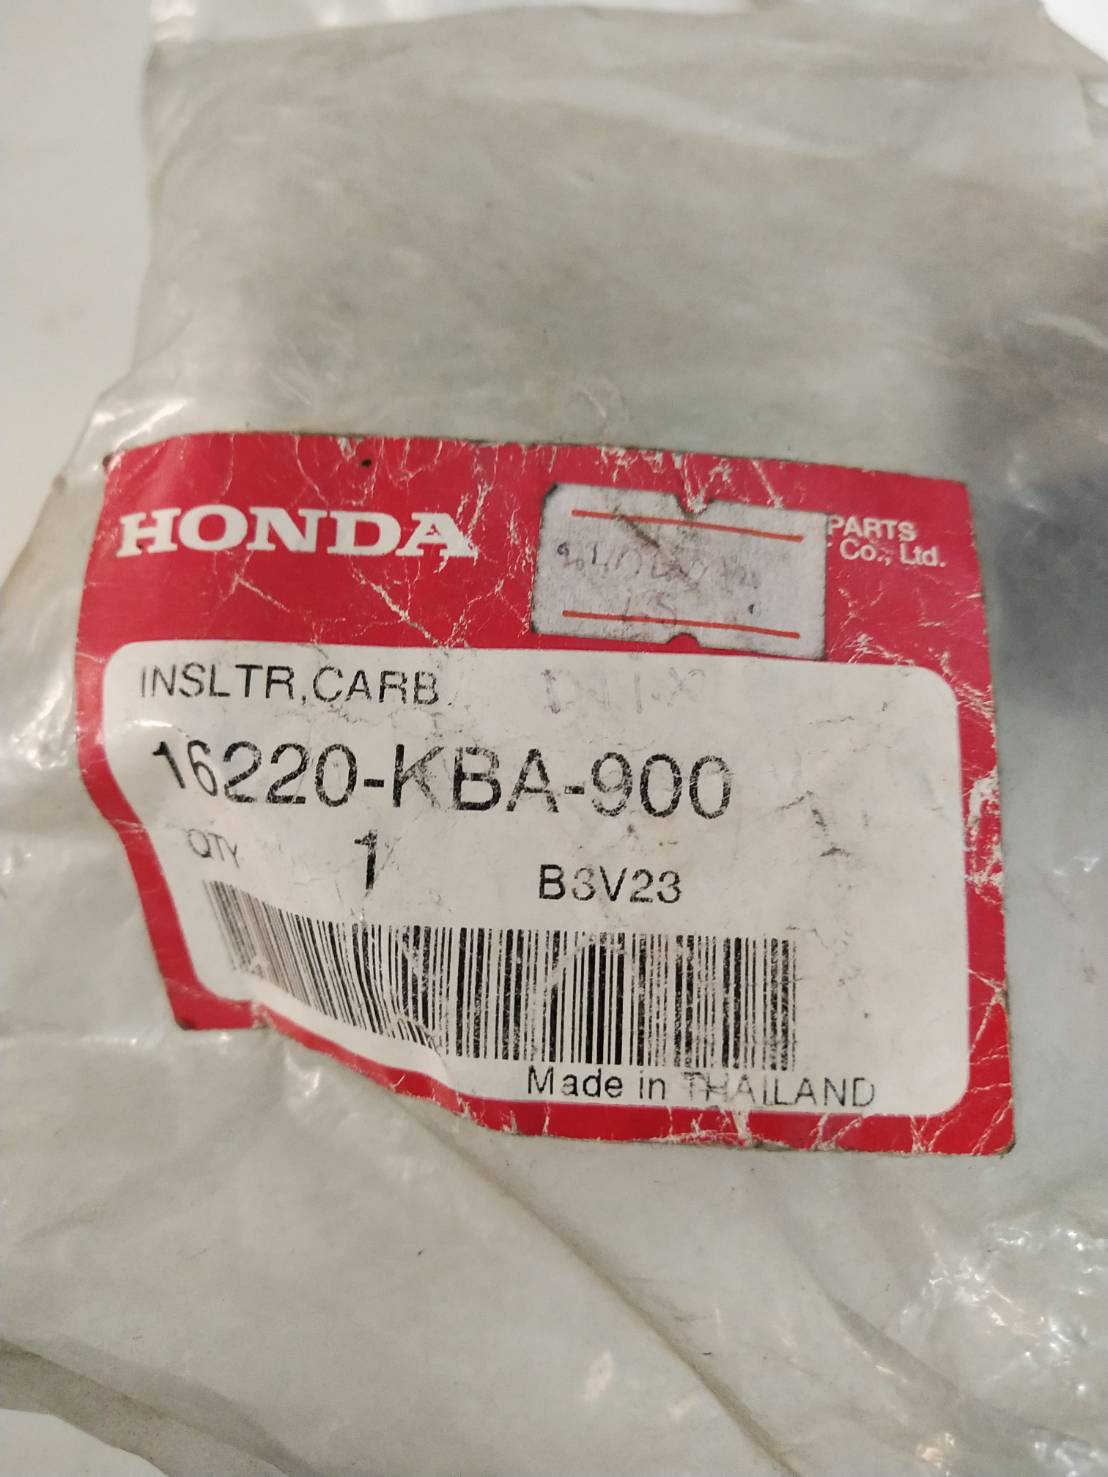 HONDA
PARTS
Co., Ltd.
INSLTR,CARB
16220-KBA-900
QTY 1
B3V23
Made in THAILAND